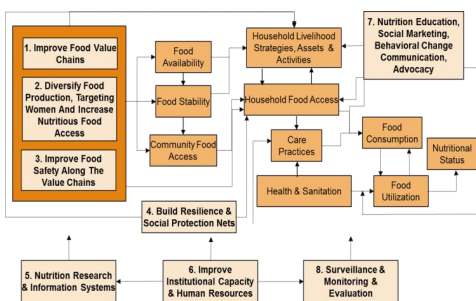 1. Improve Food Value
Chains
2. Diversify Food
Production, Targeting
Women And Increase
Nutritious Food
Access
3. Improve Food
Safety Along The
Value Chains
Food
Availability
Food Stability
Community Food
Access
4. Build Resilience &
Social Protection Nets
Household Livelihood
Strategies, Assets &
Activities
Household Food Access
Care
Practices
Health & Sanitation
7. Nutrition Education,
Social Marketing,
Behavioral Change
Communication,
Advocacy
Food
Consumption
Nutritional
Status
Food
Utilization
5. Nutrition Research
& Information Systems
6. Improve
Institutional Capacity
& Human Resources
8. Surveillance &
Monitoring &
Evaluation